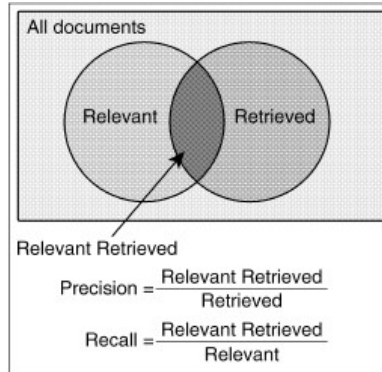 All documents
Relevant
Retrieved
Relevant Retrieved
Precision = Relevant Retrieved
Retrieved
Recall = Relevant Retrieved
Relevant